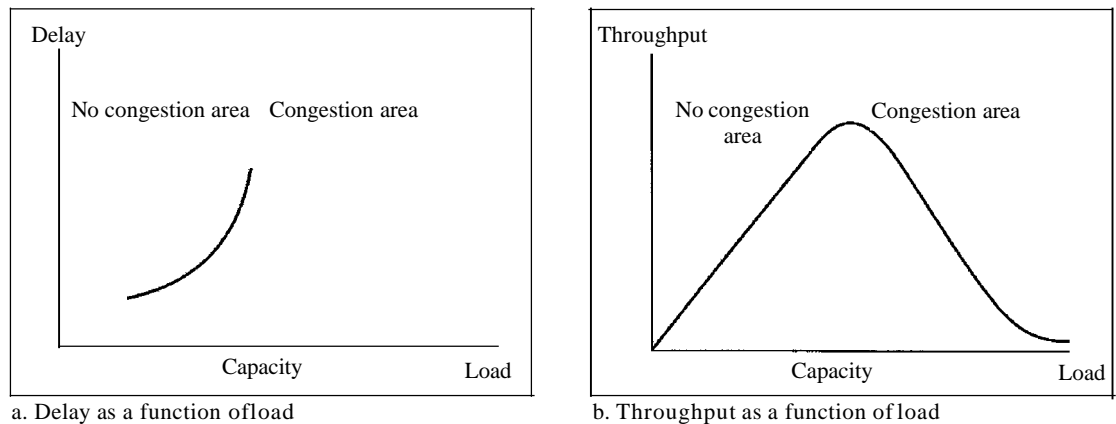 Delay
No congestion area Congestion area
Capacity
Load
a. Delay as a function ofload
Throughput
No congestion
area
Congestion area
Capacity
Load
b. Throughput as a function of load